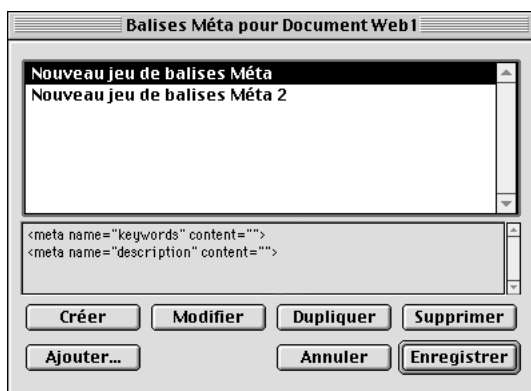 Balises Méta pour Document Web1
Nouveau jeu de balises Méta
Nouveau jeu de balises Méta 2
<meta name="keywords" content="">
<meta name="description" content="">
Créer Modifier Dupliquer Supprimer
Ajouter... Annuler Enregistrer